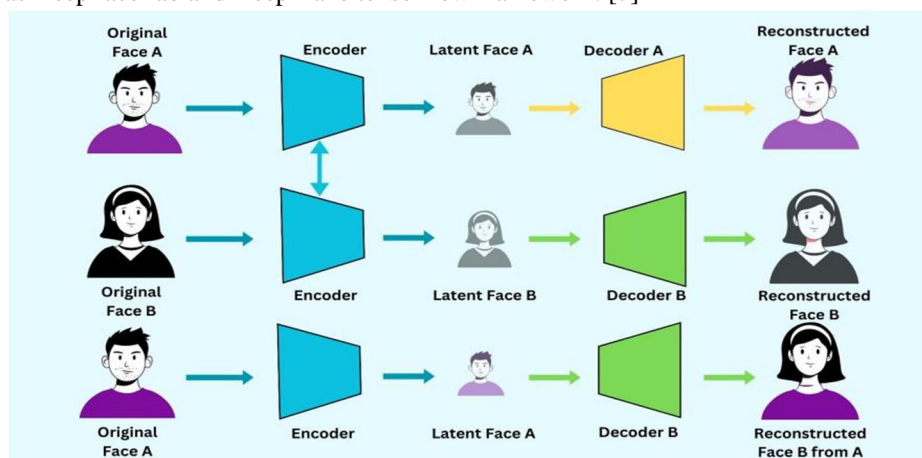 Original
Face A
Encoder
Latent Face A
Decoder A
Reconstructed
Face A
Original
Face B
Encoder
Latent Face B
Decoder B
Reconstructed
Face B
Original
Face A
Encoder
Latent Face A
Decoder B
Reconstructed
Face B from A